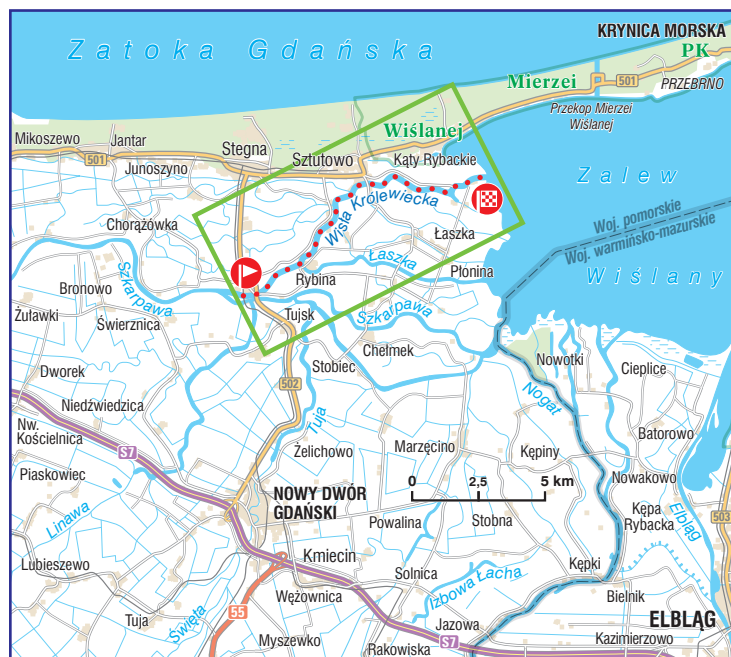 Zatoka Gdańska
KRYNICA MORSKA
PK
Mierzei
501
PRZEBRNO
Przekop Mierzei
Wiślanej
Wiślanej
Mikoszewo
Jantar
Stegna
501
Junoszyno
Sztutowo
Kąty Rybackie
Zalew
Wisła Królewiecka
Chorążówka
Łaszka
Woj. pomorskie
Woj. warmińsko-mazurskie
Szkarpawa
Łaszka
Płonina
Wiślany
Bronowo
Rybina
Żuławki
Świerznica
Tujsk
Szkarpawa
Chełmek
Stobiec
Nowotki
Cieplice
502
Dworek
Nogat
Niedźwiedzica
Tuja
Nw.
Kościelnica
Batorowo
S7
Żelichowo
Marzęcino
Kępiny
Piaskowiec
Nowakowo
0 2,5 5 km
NOWY DWÓR
GDAŃSKI
Kępa
Rybacka
Elbląg
503
Linawa
Powalina
Stobna
Lubieszewo
Kmiecin
Kępki
Solnica
Izbowa Łacha
Wężownica
Bielnik
55
Tuja
Święta
ELBLĄG
Jazowa
Myszewko
S7
Kazimierzowo
Rakowiska